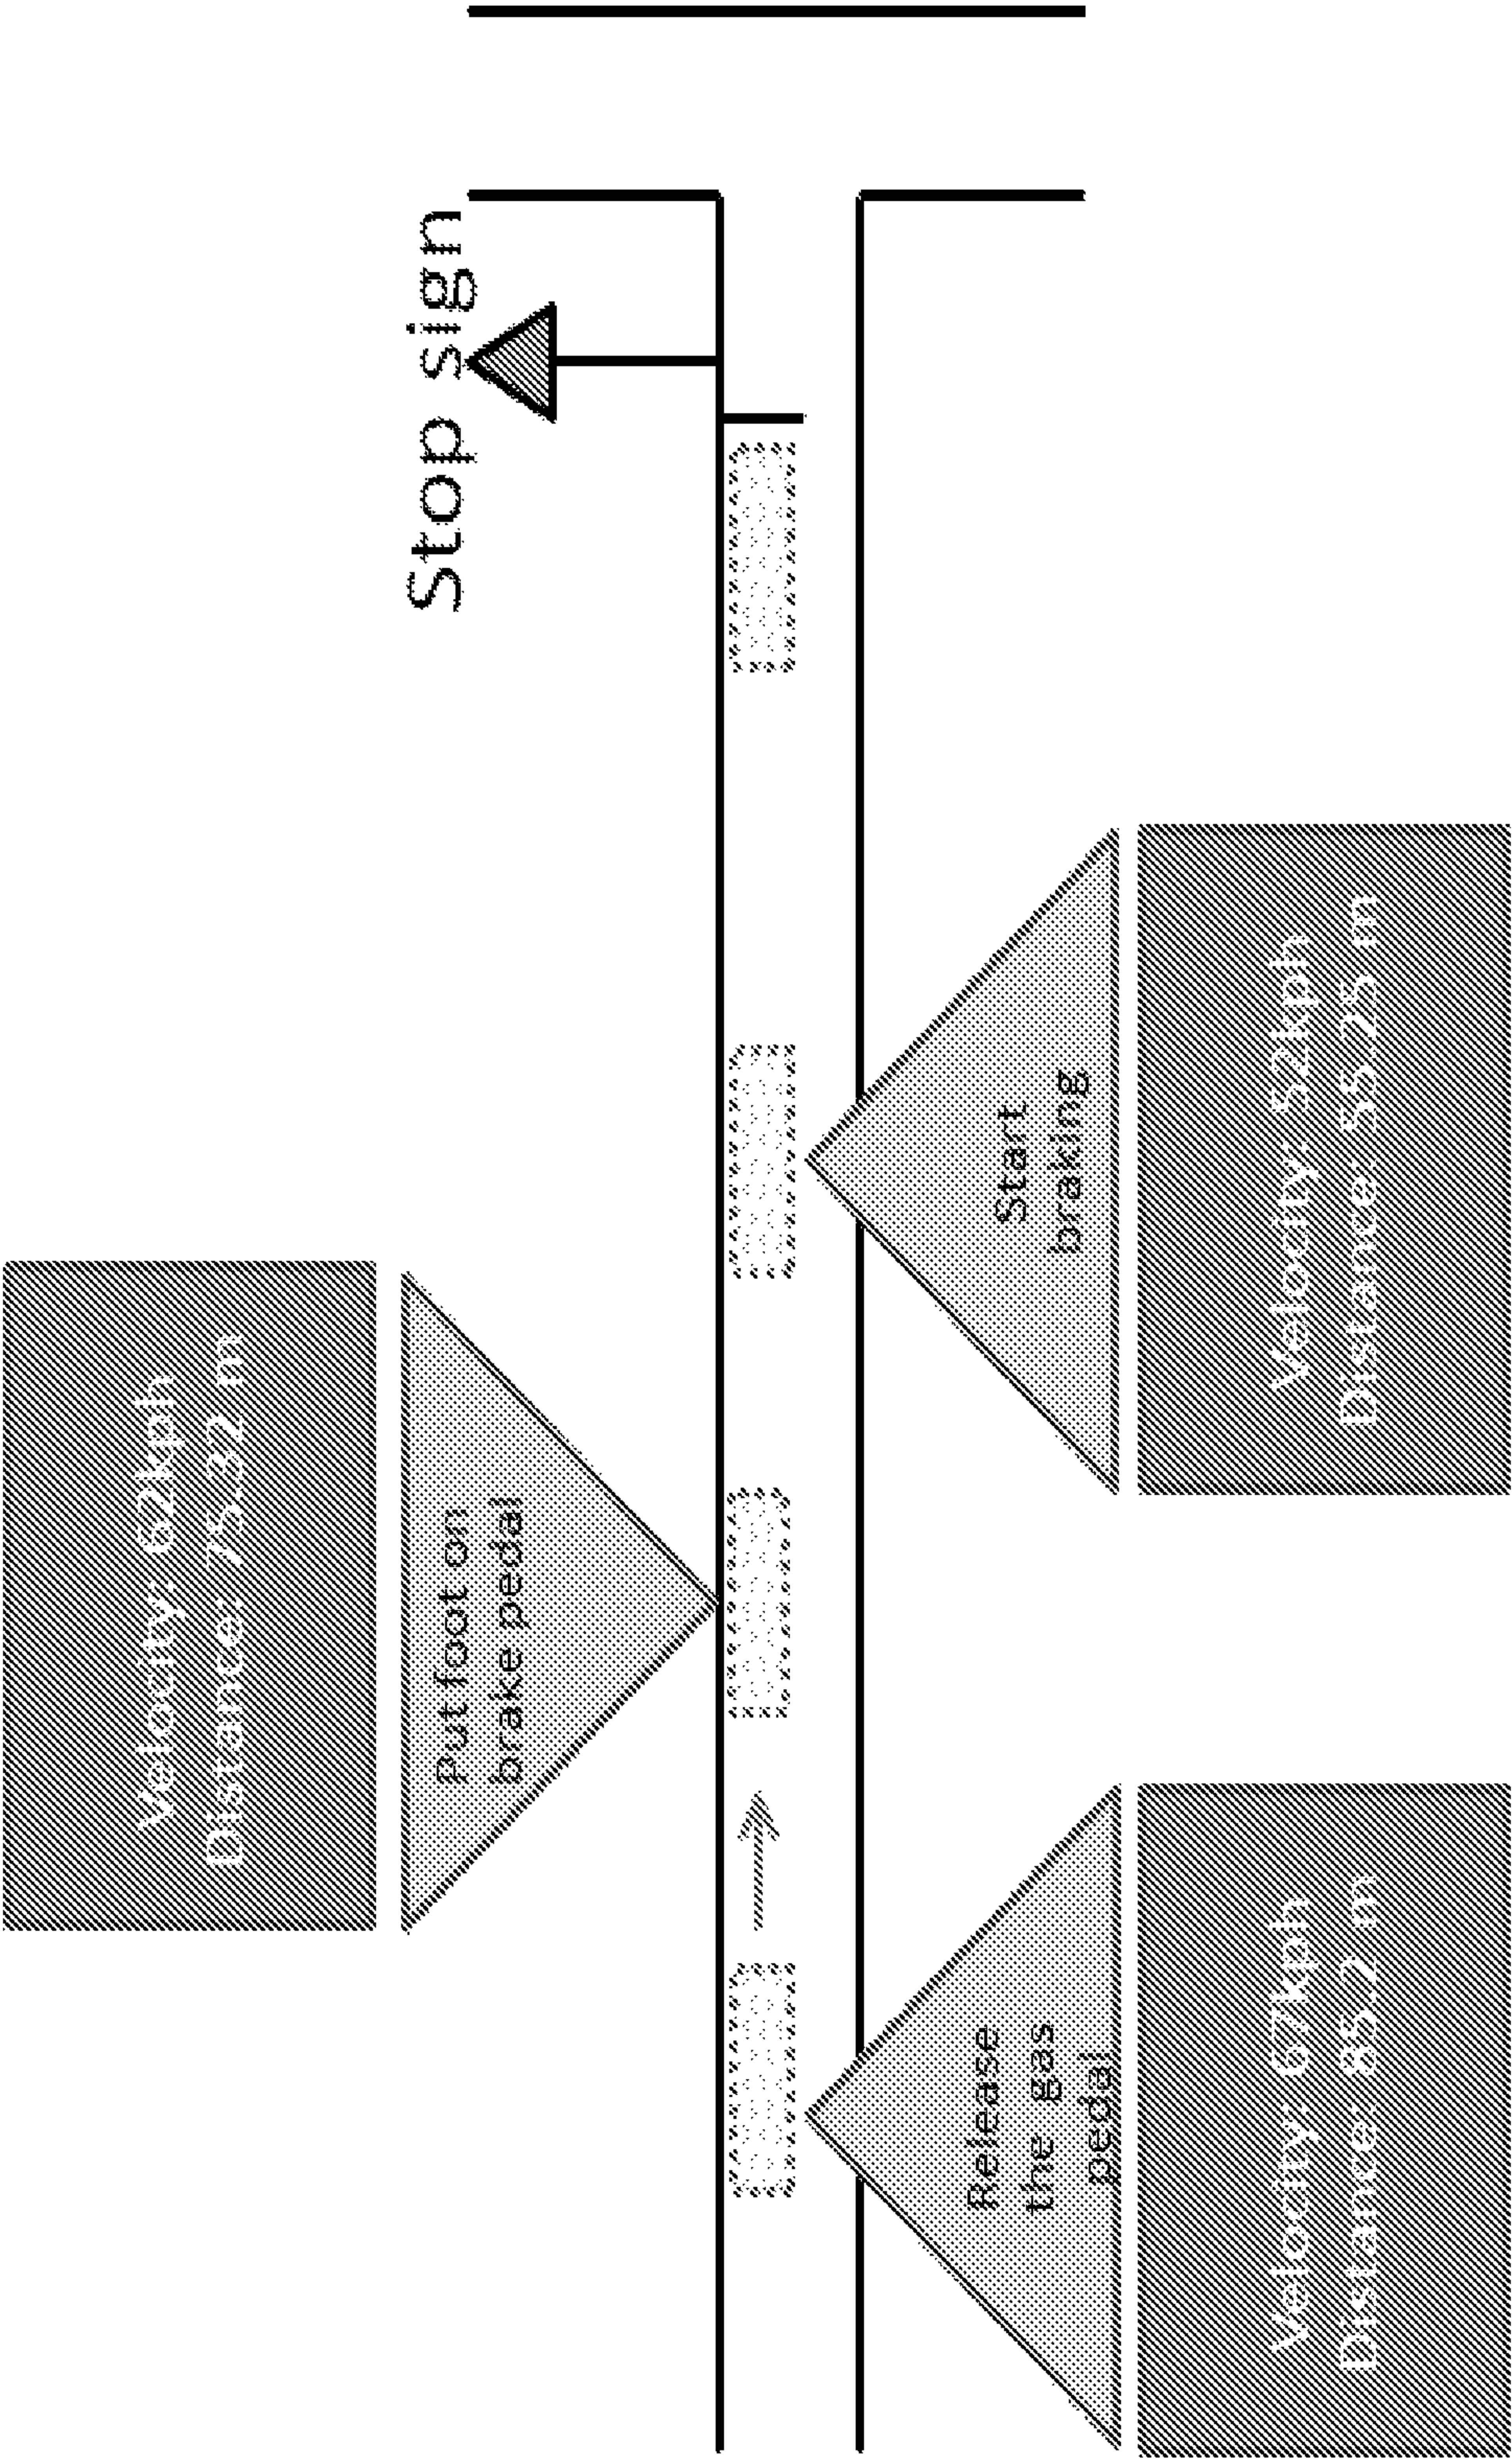 Stop sign
Velocity: 62kph
Distance: 75.32 m
Put foot on
brake pedal
Start
braking
Velocity: 52kph
Distance: 55.25 m
Release
the gas
pedal
Velocity: 67kph
Distance: 85.2 m